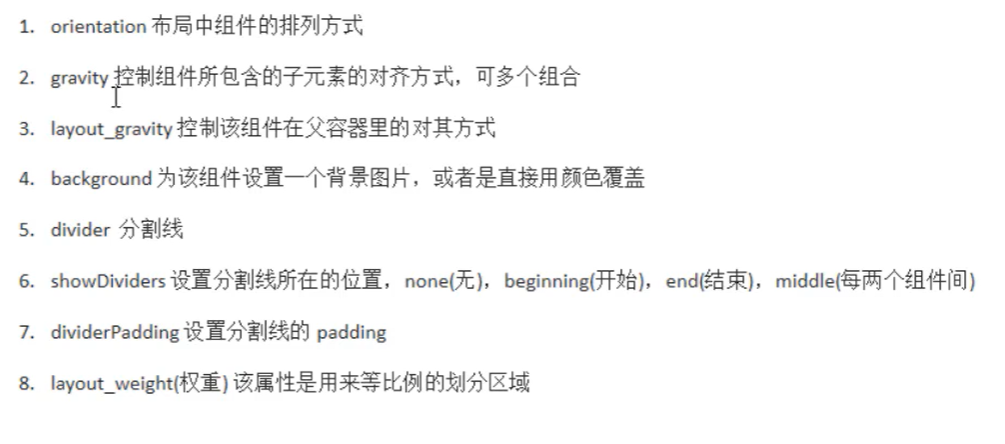 1. orientation 布局中组件的排列方式
2. gravity 控制组件所包含的子元素的对齐方式，可多个组合
3. layout_gravity 控制该组件在父容器里的对其方式
4. background 为该组件设置一个背景图片，或者是直接用颜色覆盖
5. divider 分割线
6. showDividers 设置分割线所在的位置，none(无)，beginning(开始)，end(结束)，middle(每两个组件间)
7. dividerPadding 设置分割线的 padding
8. layout_weight(权重) 该属性是用来等比例的划分区域